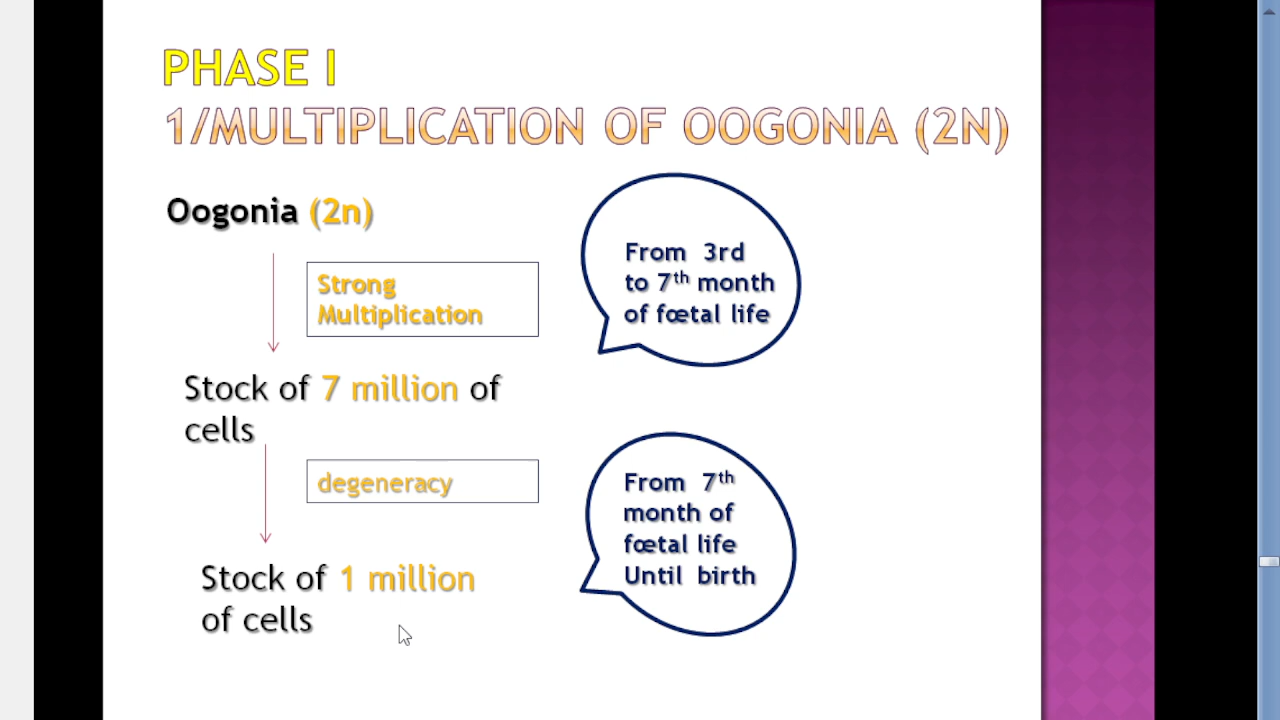 PHASE I
1/MULTIPLICATION OF OOGONIA (2N)
Oogonia (2n)
Strong
Multiplication
From 3rd
to 7th month
of fœtal life
Stock of 7 million of
cells
degeneracy
From 7th
month of
fœtal life
Until birth
Stock of 1 million
of cells